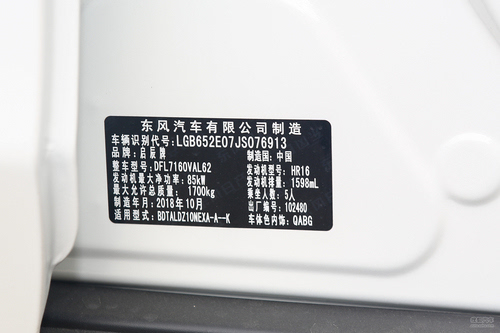 东风汽车有限公司制造
车辆识别代号:LGB652E07JS076913
品牌:启辰牌 制造国:中国
整车型号:DFL7160VAL62 发动机型号:HR16
发动机最大净功率:85kW 发动机排量:1598mL
最大允许总质量:1700kg 乘坐人数:5人
制造年月:2018年10月 出厂编号:102480
适用型式:BDTALDZ10NEXA-A--K 车体色内饰:QABG